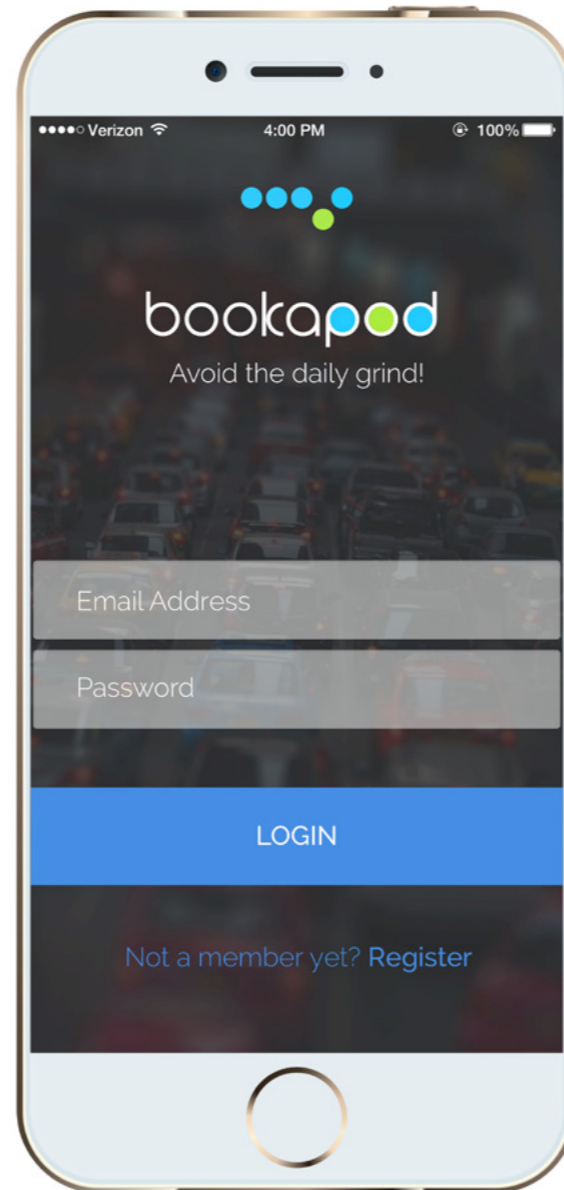 Verizon 4:00 PM 100%
bookapod
Avoid the daily grind!
Email Address
Password
LOGIN
Not a member yet? Register